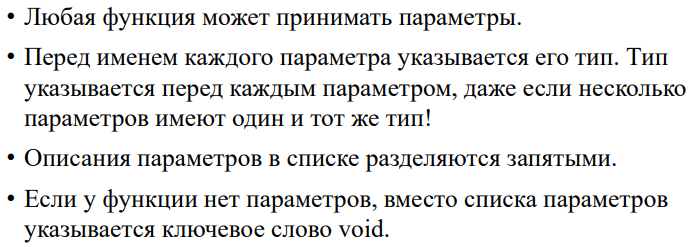 • Любая функция может принимать параметры.
• Перед именем каждого параметра указывается его тип. Тип
указывается перед каждым параметром, даже если несколько
параметров имеют один и тот же тип!
• Описания параметров в списке разделяются запятыми.
• Если у функции нет параметров, вместо списка параметров
указывается ключевое слово void.